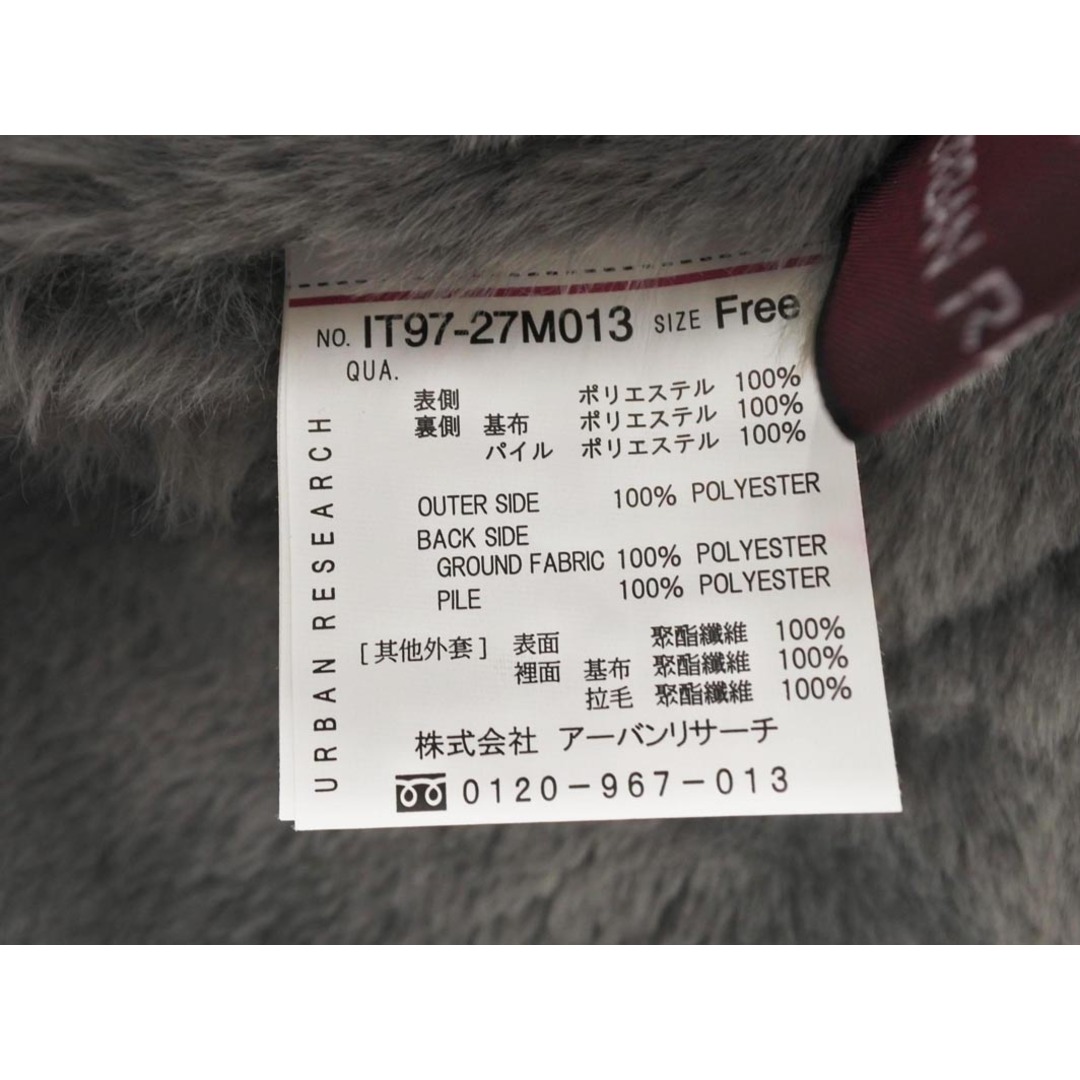 NO. IT97-27M013 SIZE Free
QUA.
表側 ポリエステル 100%
裏側 基布 ポリエステル 100%
パイル ポリエステル 100%
OUTER SIDE 100% POLYESTER
BACK SIDE
GROUND FABRIC 100% POLYESTER
PILE 100% POLYESTER
[其他外套] 表面 聚酯纖維 100%
裡面 基布 聚酯纖維 100%
拉毛 聚酯纖維 100%
株式会社 アーバンリサーチ
0120-967-013
URBAN RESEARCH